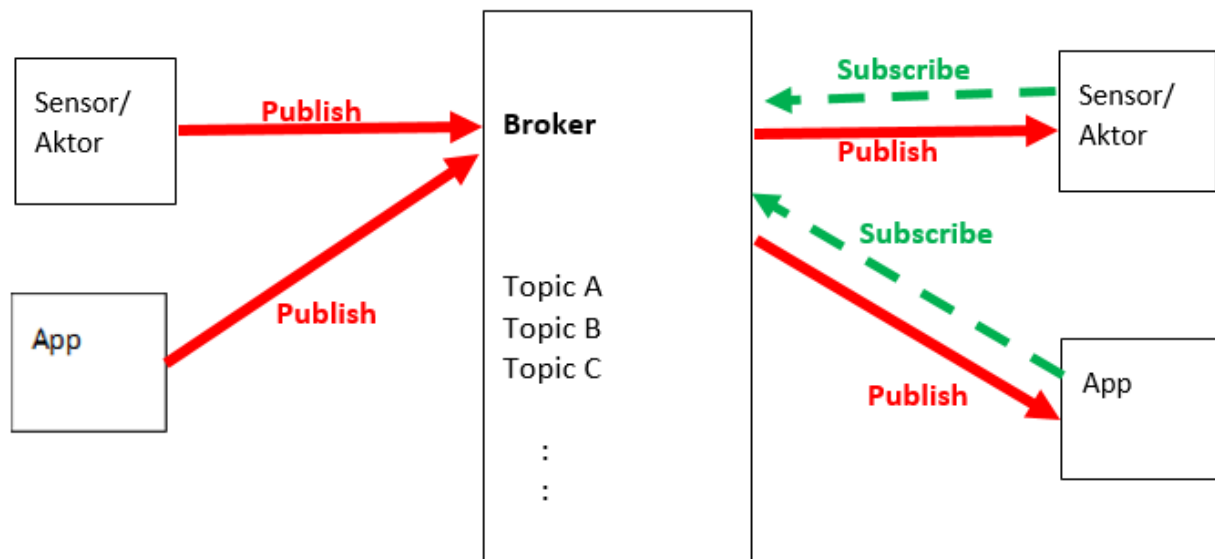 Sensor/
Aktor
Publish
App
Publish
Broker
Topic A
Topic B
Topic C
:
:
Subscribe
Publish
Sensor/
Aktor
Subscribe
Publish
App